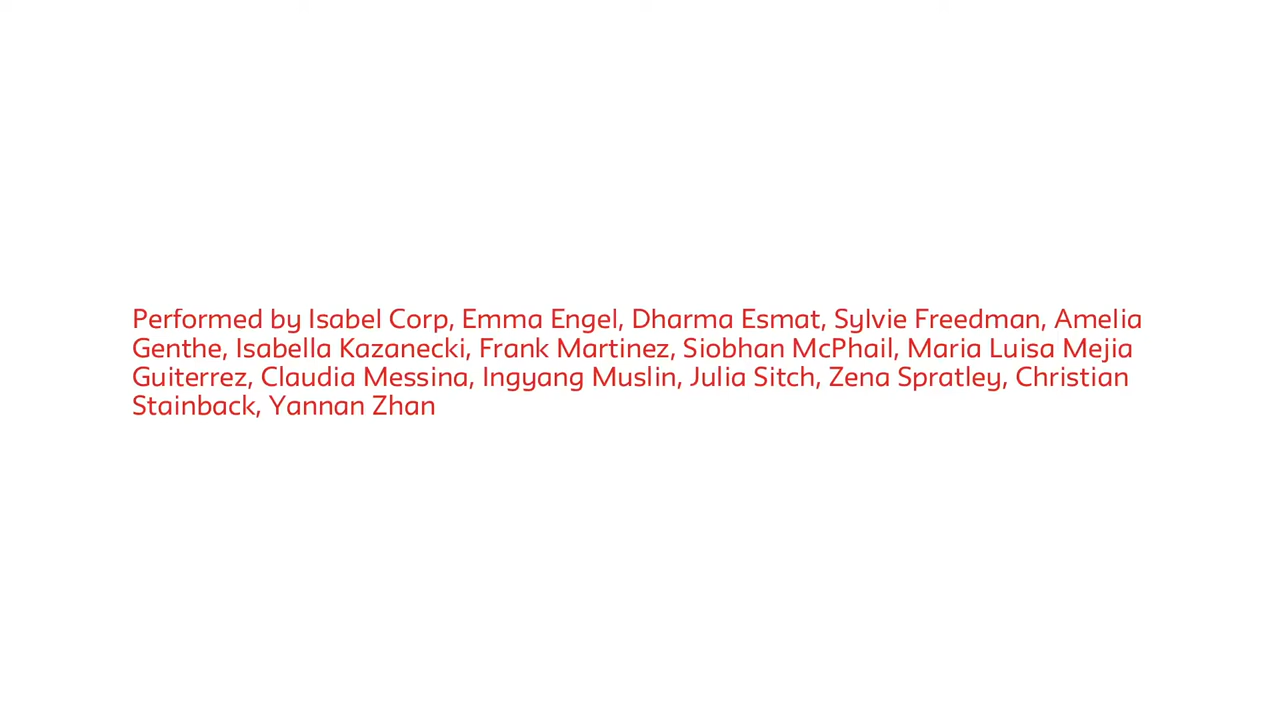 Performed by Isabel Corp, Emma Engel, Dharma Esmat, Sylvie Freedman, Amelia
Genthe, Isabella Kazanecki, Frank Martinez, Siobhan McPhail, Maria Luisa Mejia
Guiterrez, Claudia Messina, Ingyang Muslin, Julia Sitch, Zena Spratley, Christian
Stainback, Yannan Zhan